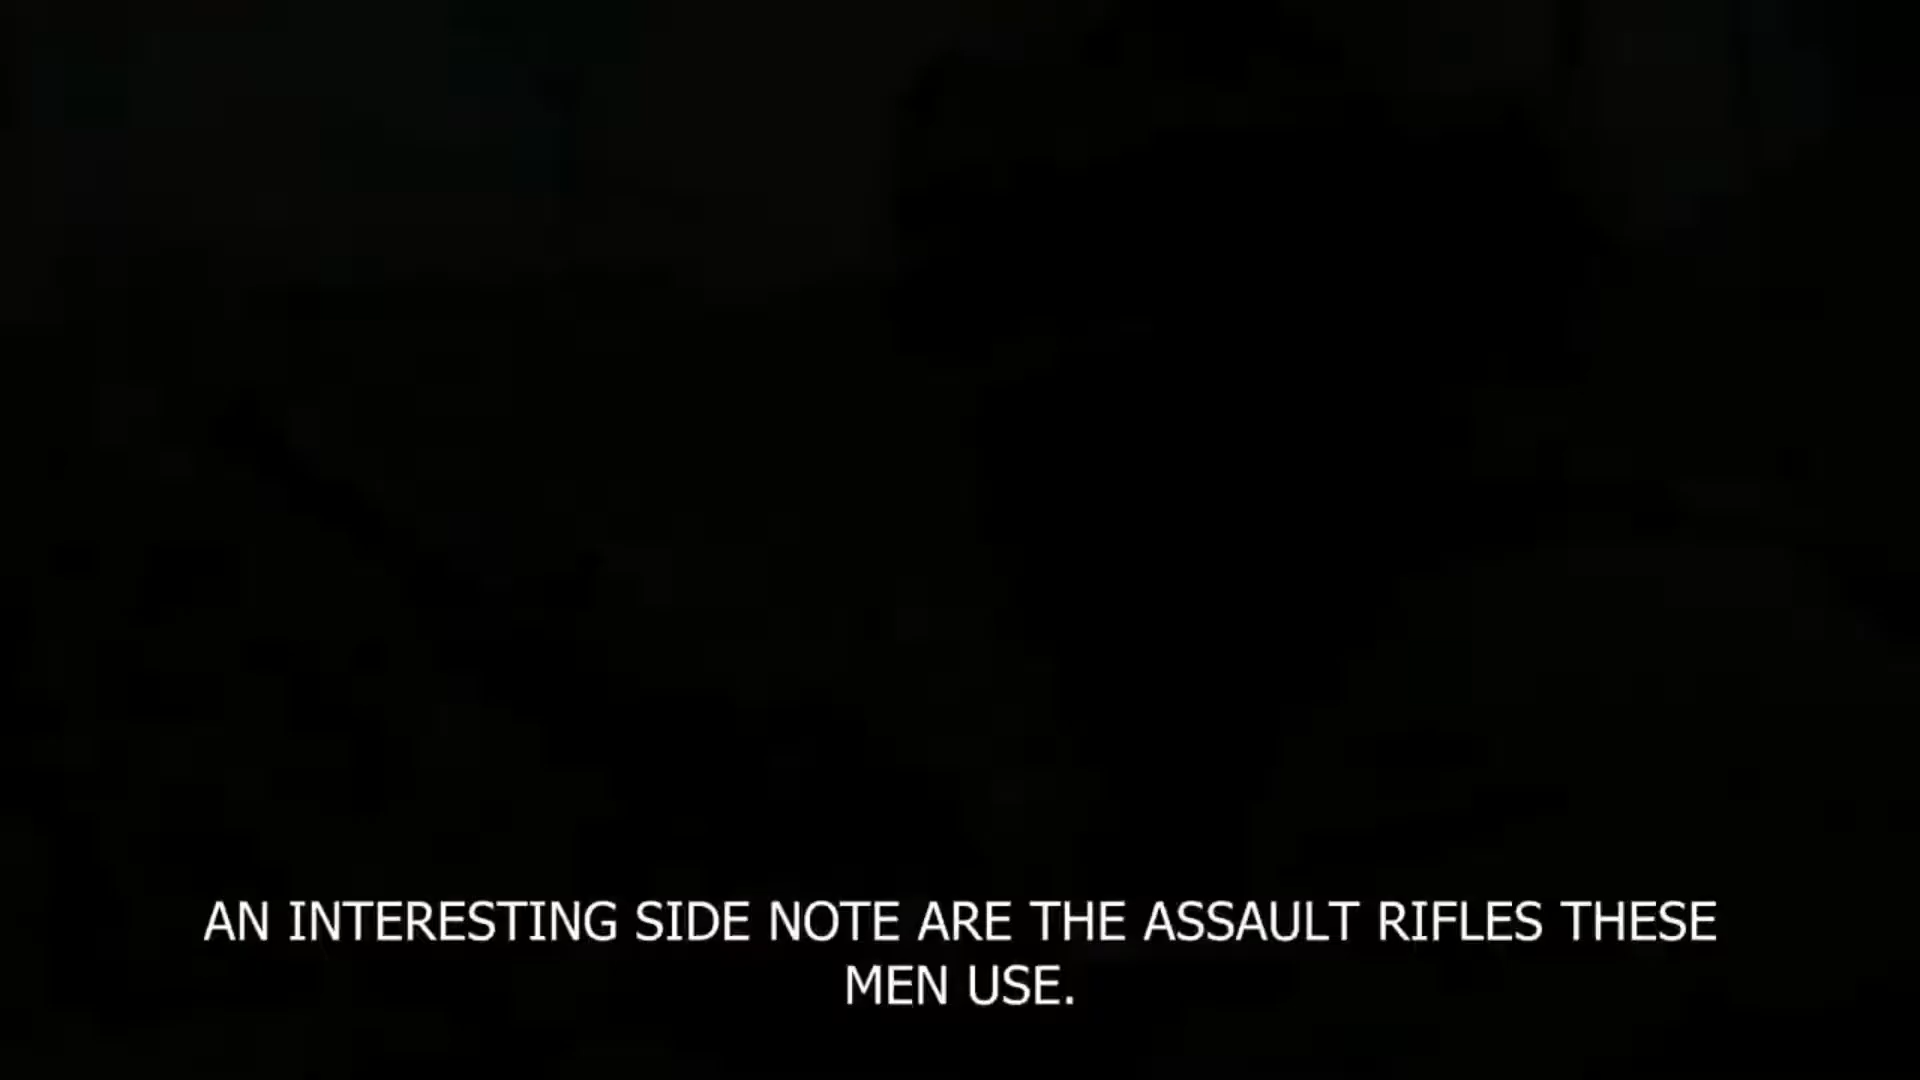 AN INTERESTING SIDE NOTE ARE THE ASSAULT RIFLES THESE
MEN USE.